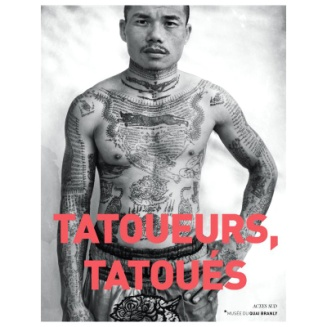 TATOUEURS,
TATOUÉS
ACTES SUD
MUSÉE DU QUAI BRANLY